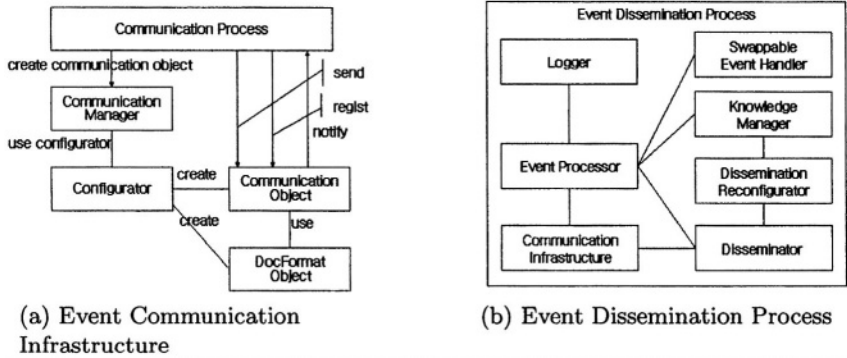 Communication Process
create communication object
send
Communication
Manager
regist
notify
use configurator
Configurator
create
Communication
Object
create
use
DocFormat
Object
(a) Event Communication
Infrastructure
Event Dissemination Process
Logger
Swappable
Event Handler
Knowledge
Manager
Event Processor
Dissemination
Reconfigurator
Communication
Infrastructure
Disseminator
(b) Event Dissemination Process